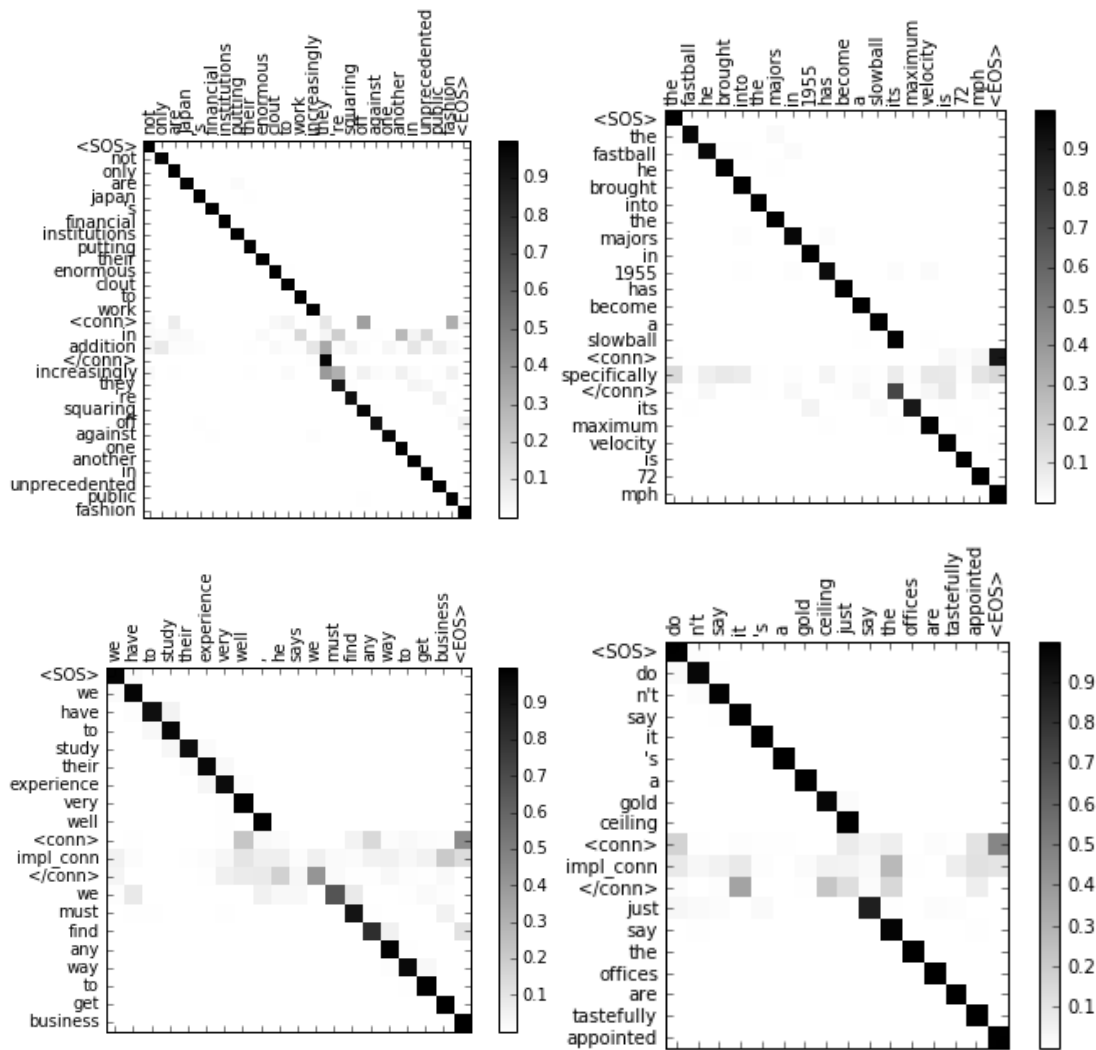 not only are japan 's financial institutions putting their enormous clout to work increasingly they 're squaring off against one another in unprecedented public fashion <EOS>
<SOS>
not
only
are
japan
's
financial
institutions
putting
their
enormous
clout
to
work
<conn>
in
addition
</conn>
increasingly
they
're
squaring
off
against
one
another
in
unprecedented
public
fashion
0.9
0.8
0.7
0.6
0.5
0.4
0.3
0.2
0.1
the fastball he brought into the majors in 1955 has become a slowball its maximum velocity is 72 mph <EOS>
<SOS>
the
fastball
he
brought
into
the
majors
in
1955
has
become
a
slowball
<conn>
specifically
</conn>
its
maximum
velocity
is
72
mph
0.9
0.8
0.7
0.6
0.5
0.4
0.3
0.2
0.1
we have to study their experience very well ' he says we must find any way to get business <EOS>
<SOS>
we
have
to
study
their
experience
very
well
<conn>
impl_conn
</conn>
we
must
find
any
way
to
get
business
0.9
0.8
0.7
0.6
0.5
0.4
0.3
0.2
0.1
do n't say it 's a gold ceiling just say the offices are tastefully appointed <EOS>
<SOS>
do
n't
say
it
's
a
gold
ceiling
<conn>
impl_conn
</conn>
just
say
the
offices
are
tastefully
appointed
0.9
0.8
0.7
0.6
0.5
0.4
0.3
0.2
0.1